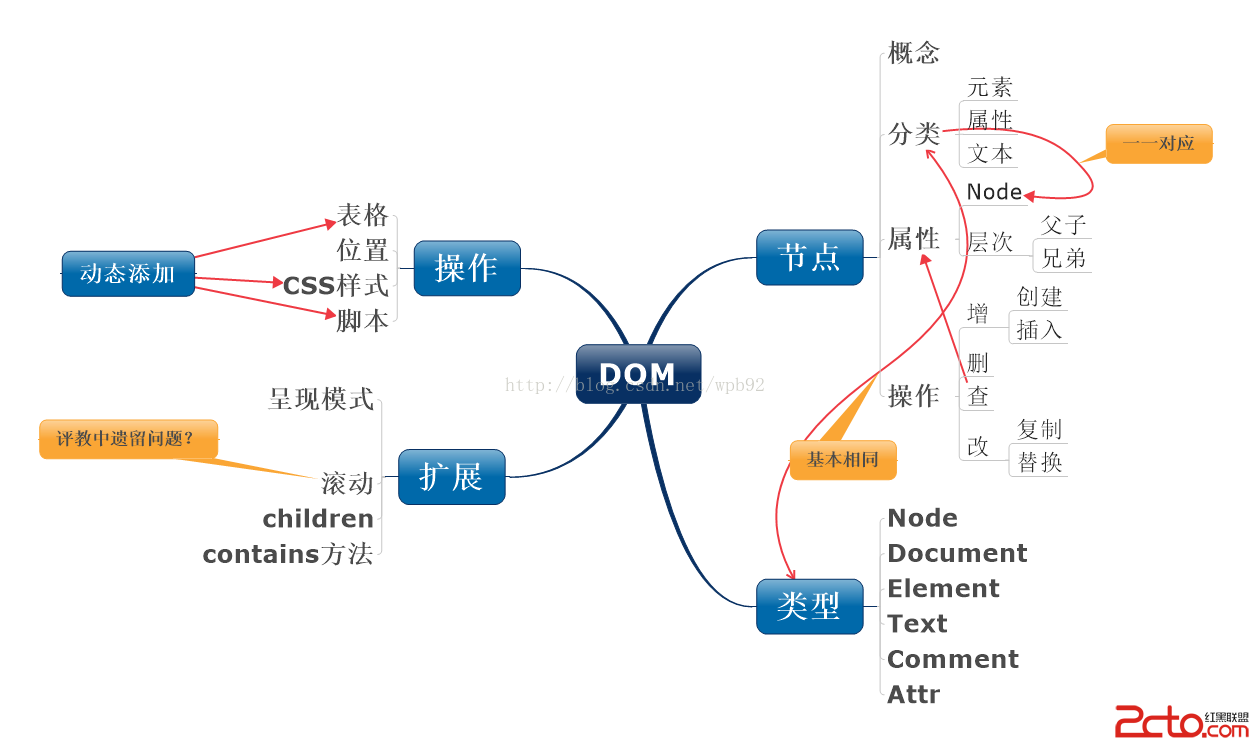 DOM
http://blog.csdn.net/wpb92
节点
概念
分类
元素
属性
文本
一一对应
属性
Node
层次
父子
兄弟
操作
增
创建
插入
删
查
改
复制
替换
基本相同
类型
Node
Document
Element
Text
Comment
Attr
操作
表格
位置
CSS样式
脚本
动态添加
扩展
呈现模式
滚动
评教中遗留问题？
children
contains方法
2cto.com
红黑联盟